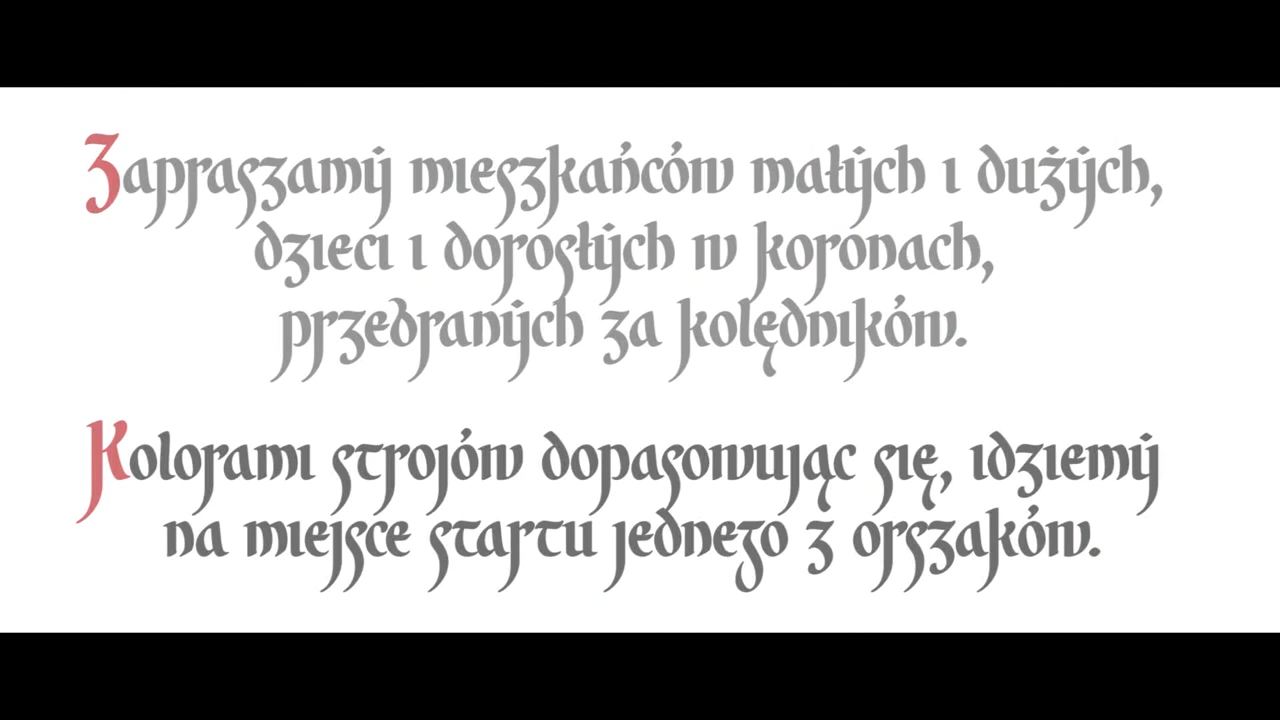 Zapraszamy mieszkańców małych i dużych,
dzieci i dorosłych w koronach,
przebranych za kolędników.
Kolorami strojów dopasowując się, idziemy
na miejsce startu jednego z orszaków.